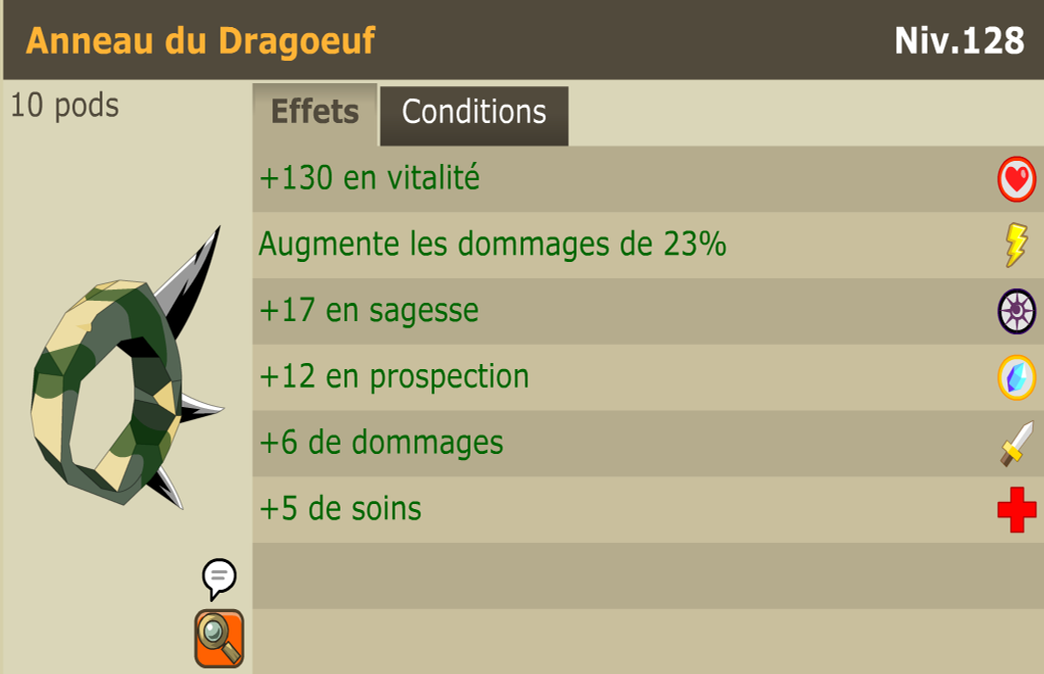 Anneau du Dragoeuf
Niv.128
10 pods
Effets
Conditions
+130 en vitalité
Augmente les dommages de 23%
+17 en sagesse
+12 en prospection
+6 de dommages
+5 de soins